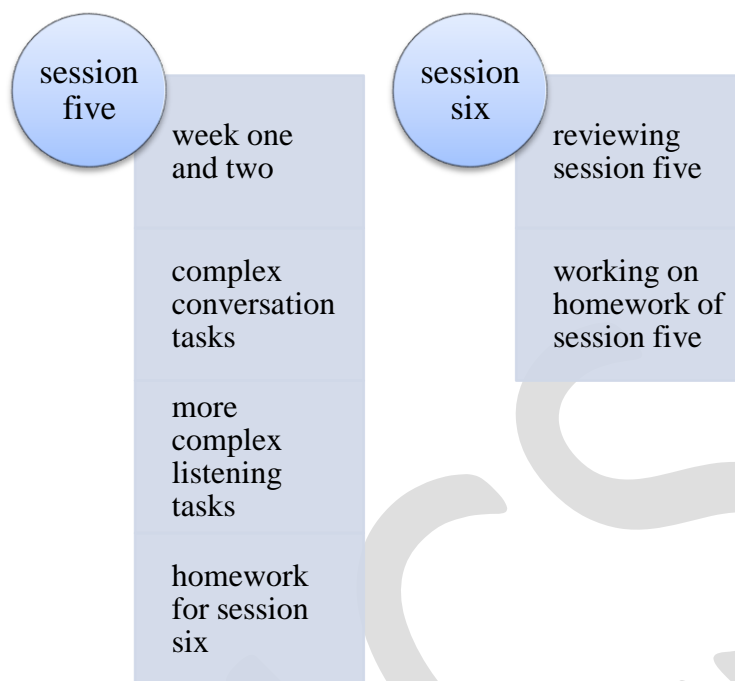 session
five
week one
and two
complex
conversation
tasks
more
complex
listening
tasks
homework
for session
six
session
six
reviewing
session five
working on
homework of
session five